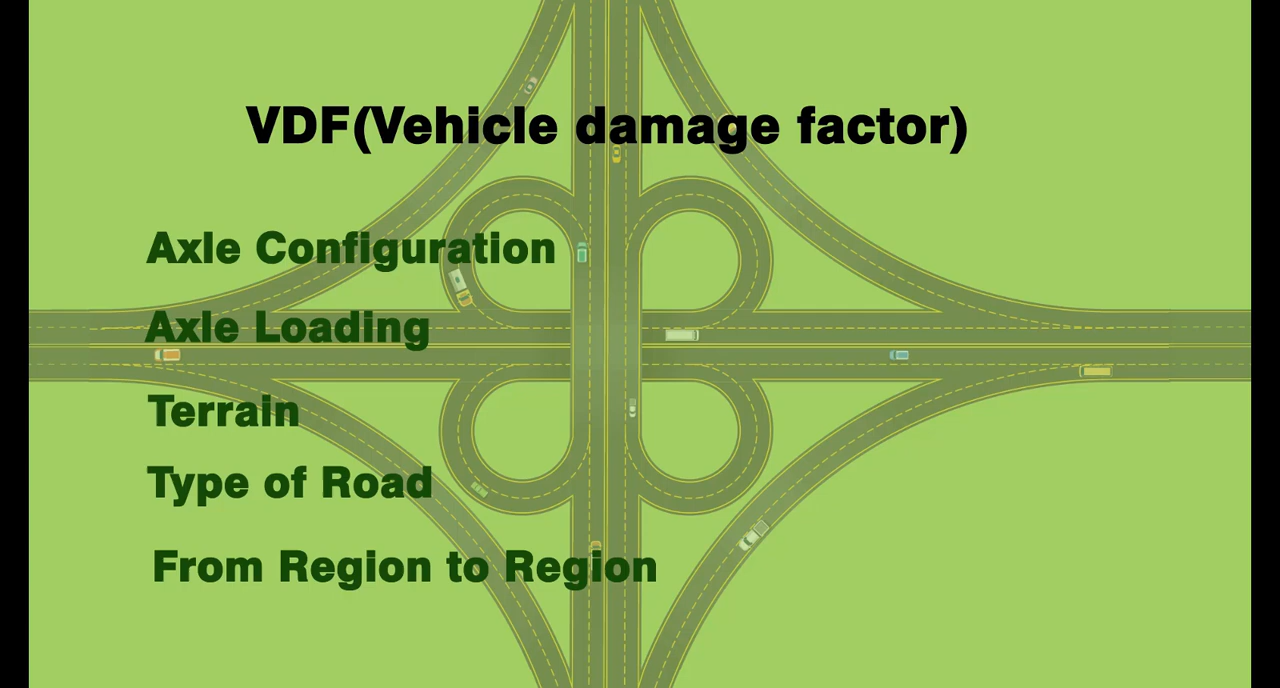 VDF(Vehicle damage factor)
Axle Configuration
Axle Loading
Terrain
Type of Road
From Region to Region